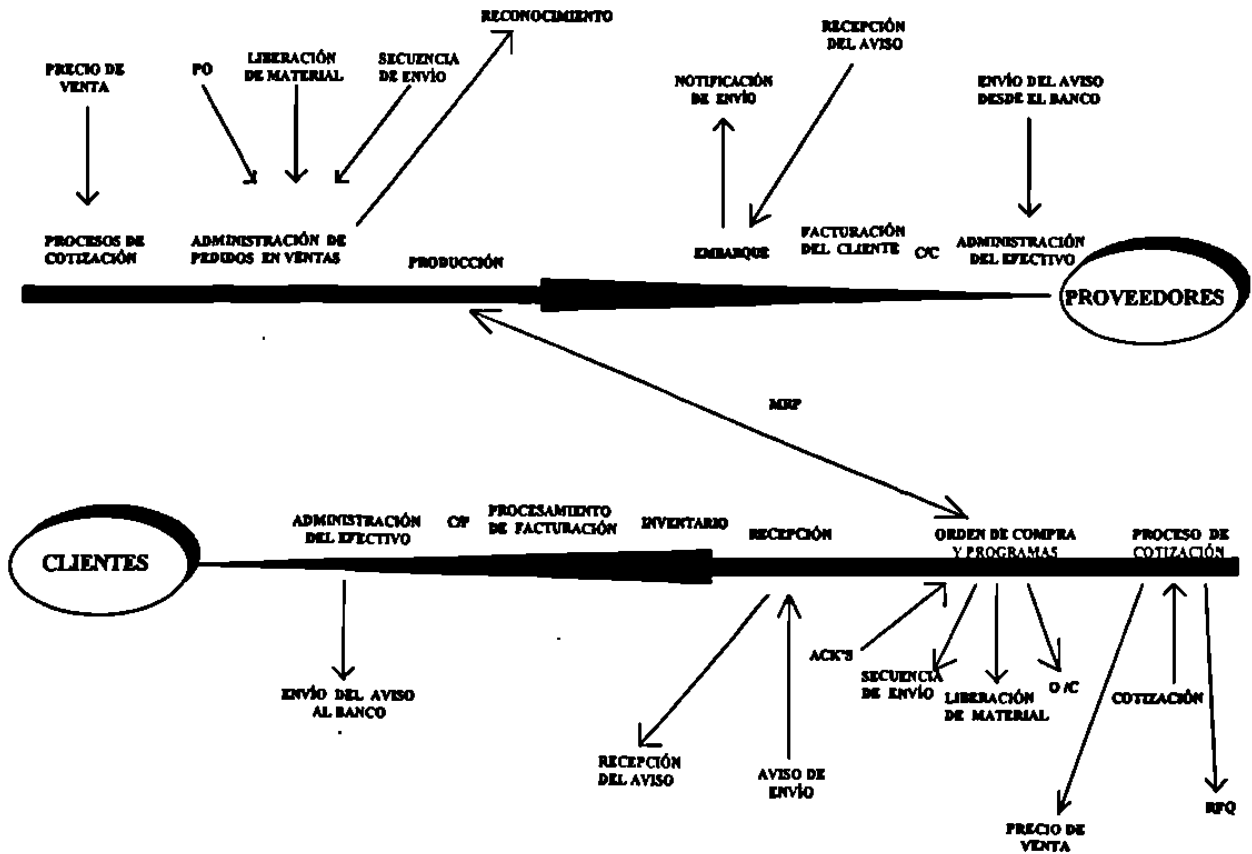 RECONOCIMIENTO
PRECIO DE
VENTA
PO
LIBERACIÓN
DE MATERIAL
SECUENCIA
DE ENVÍO
RECEPCIÓN
DEL AVISO
NOTIFICACIÓN
DE ENVÍO
ENVÍO DEL AVISO
DESDE EL BANCO
PROCESOS DE
COTIZACIÓN
ADMINISTRACIÓN DE
PEDIDOS EN VENTAS
PRODUCCIÓN
EMBARQUE
FACTURACIÓN
DEL CLIENTE
C/C
ADMINISTRACIÓN
DEL EFECTIVO
PROVEEDORES
MRP
CLIENTES
ADMINISTRACIÓN
DEL EFECTIVO
C/P
PROCESAMIENTO
DE FACTURACIÓN
INVENTARIO
RECEPCIÓN
ORDEN DE COMPRA
Y PROGRAMAS
PROCESO DE
COTIZACIÓN
ENVÍO DEL AVISO
AL BANCO
RECEPCIÓN
DEL AVISO
AVISO DE
ENVÍO
ACK'S
SECUENCIA
DE ENVÍO
LIBERACIÓN
DE MATERIAL
O/C
COTIZACIÓN
PRECIO DE
VENTA
RFQ